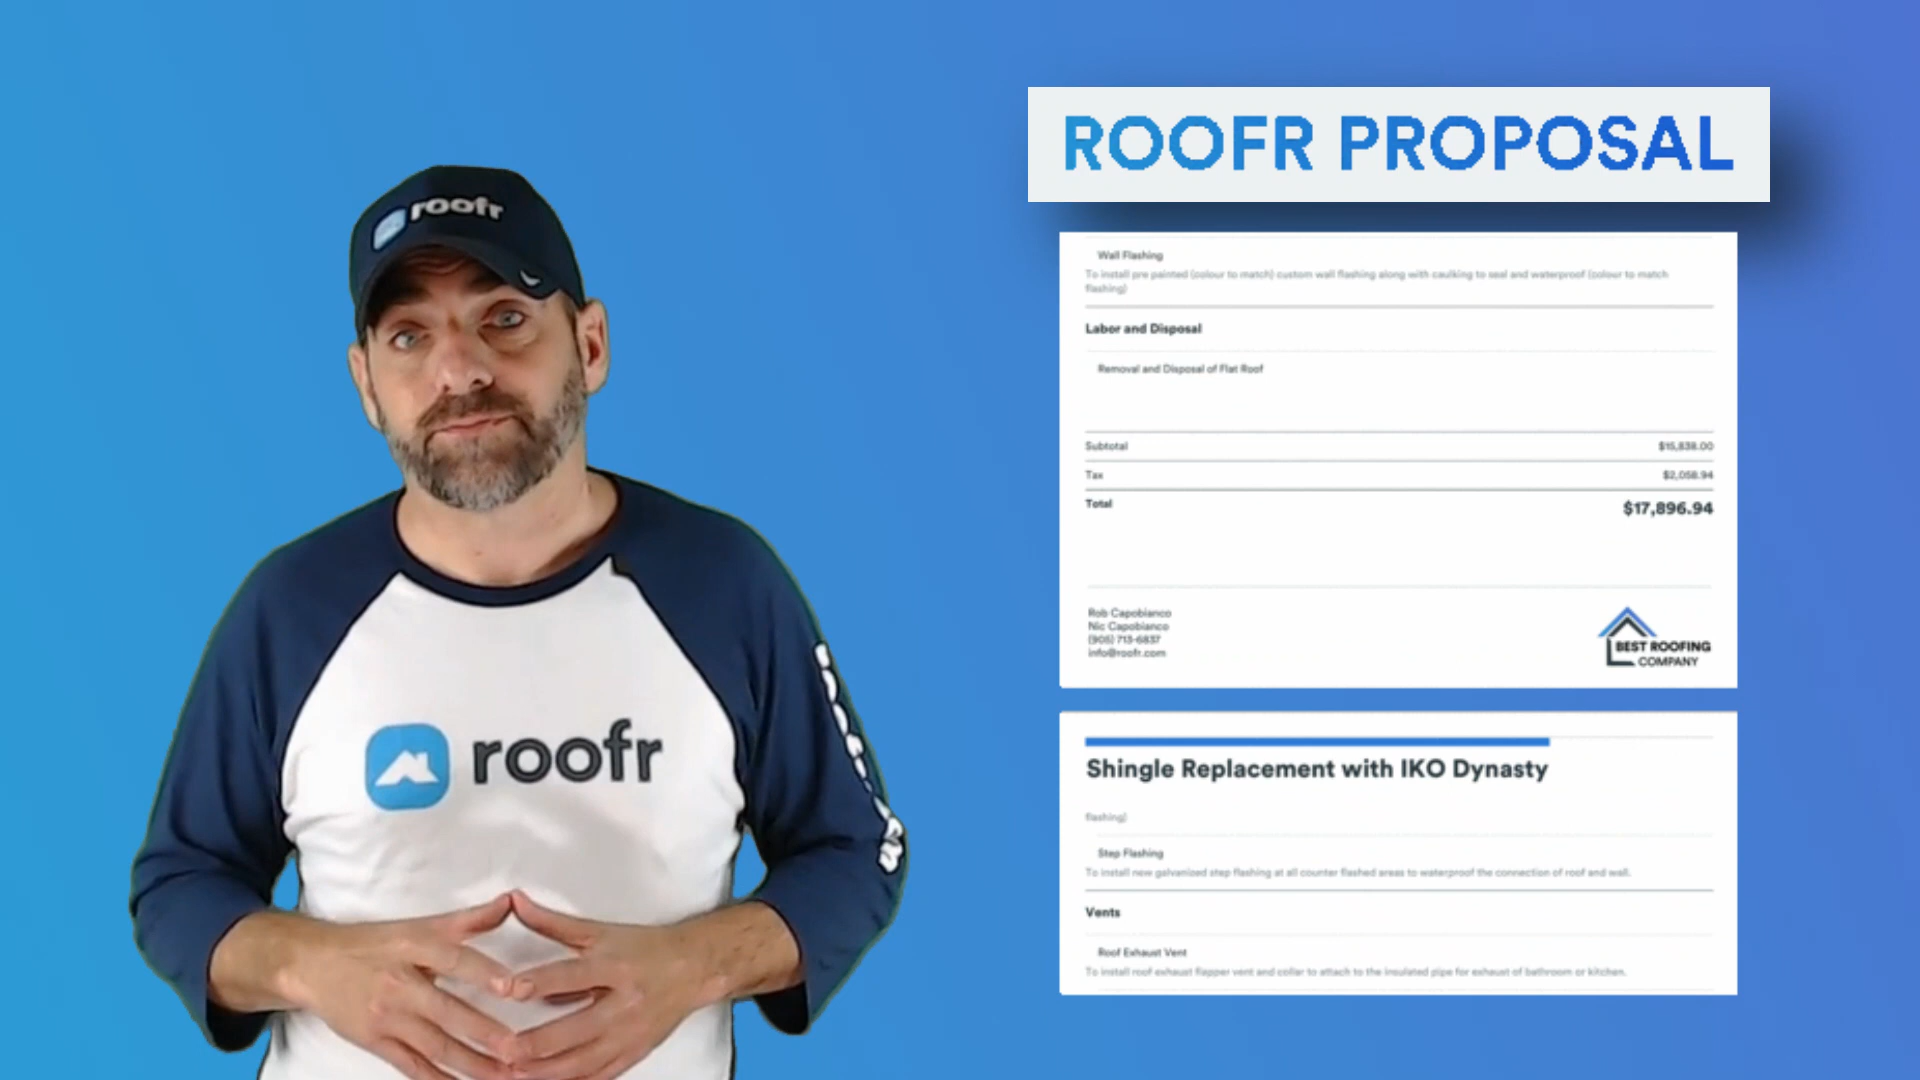 ROOFR PROPOSAL
roofr
roofr
Wall Flashing
To install pre painted (colour to match) custom wall flashing along with caulking to seal and waterproof (colour to match
flashing)
Labor and Disposal
Removal and Disposal of Flat Roof
Subtotal $15,838.00
Tax $2,058.94
Total $17,896.94
Rob Capobianco
Nic Capobianco
(905) 713-6837
info@roofr.com
BEST ROOFING
COMPANY
Shingle Replacement with IKO Dynasty
flashing)
Step Flashing
To install new galvanized step flashing at all counter flashed areas to waterproof the connection of roof and wall.
Vents
Roof Exhaust Vent
To install roof exhaust flapper vent and collar to attach to the insulated pipe for exhaust of bathroom or kitchen.